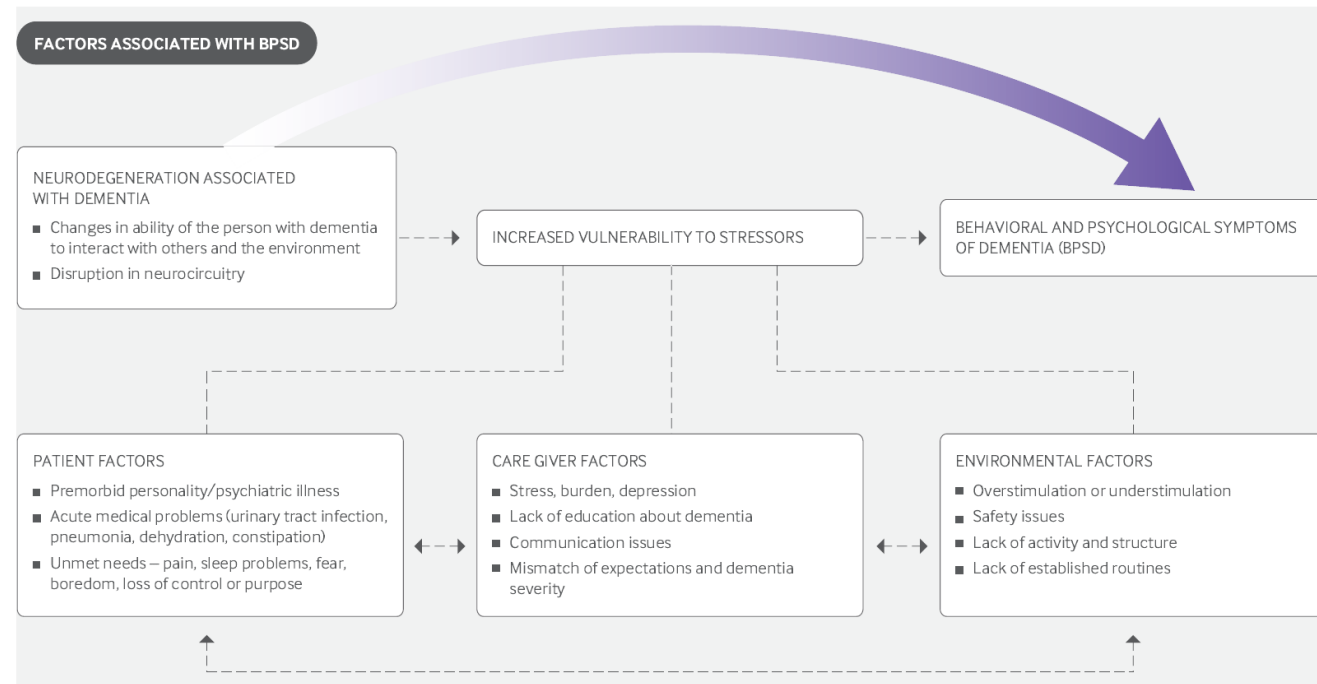 FACTORS ASSOCIATED WITH BPSD
NEURODEGENERATION ASSOCIATED
WITH DEMENTIA
■ Changes in ability of the person with dementia
to interact with others and the environment
■ Disruption in neurocircuitry
INCREASED VULNERABILITY TO STRESSORS
BEHAVIORAL AND PSYCHOLOGICAL SYMPTOMS
OF DEMENTIA (BPSD)
PATIENT FACTORS
■ Premorbid personality/psychiatric illness
■ Acute medical problems (urinary tract infection,
pneumonia, dehydration, constipation)
■ Unmet needs – pain, sleep problems, fear,
boredom, loss of control or purpose
CARE GIVER FACTORS
■ Stress, burden, depression
■ Lack of education about dementia
■ Communication issues
■ Mismatch of expectations and dementia
severity
ENVIRONMENTAL FACTORS
■ Overstimulation or understimulation
■ Safety issues
■ Lack of activity and structure
■ Lack of established routines